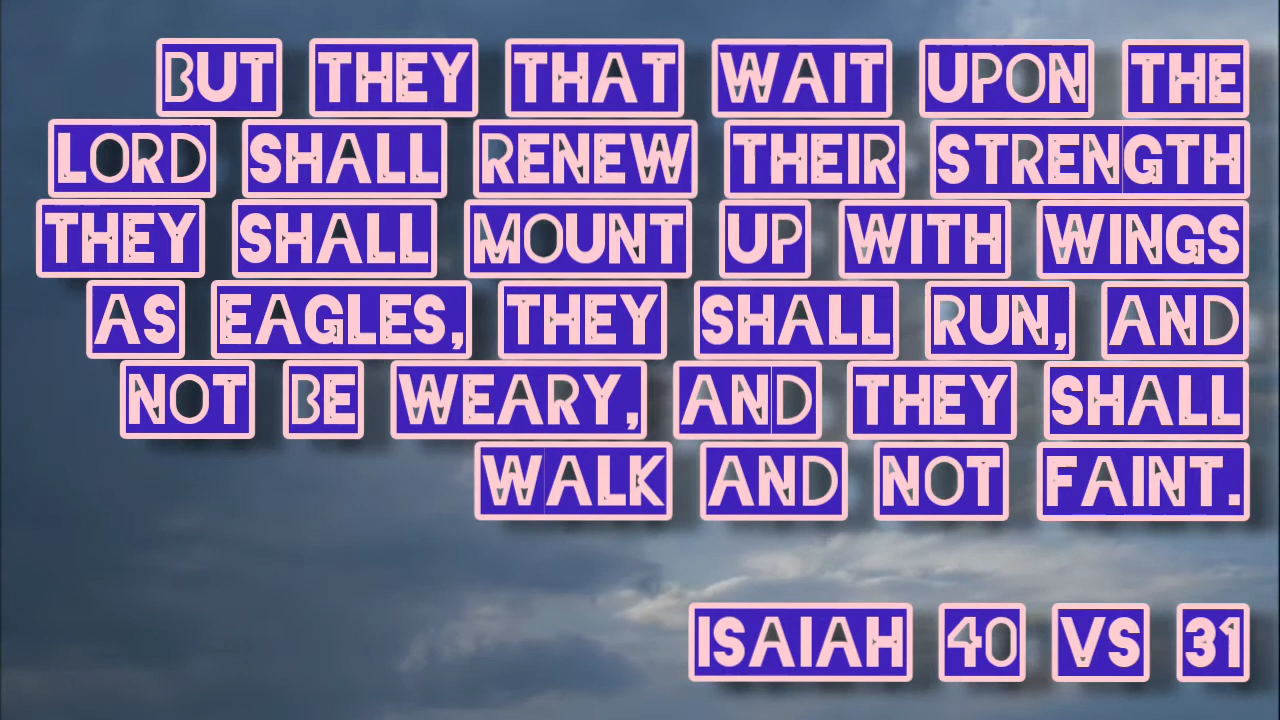 BUT THEY THAT WAIT UPON THE
LORD SHALL RENEW THEIR STRENGTH
THEY SHALL MOUNT UP WITH WINGS
AS EAGLES, THEY SHALL RUN, AND
NOT BE WEARY, AND THEY SHALL
WALK AND NOT FAINT.
ISAIAH 40 VS 31